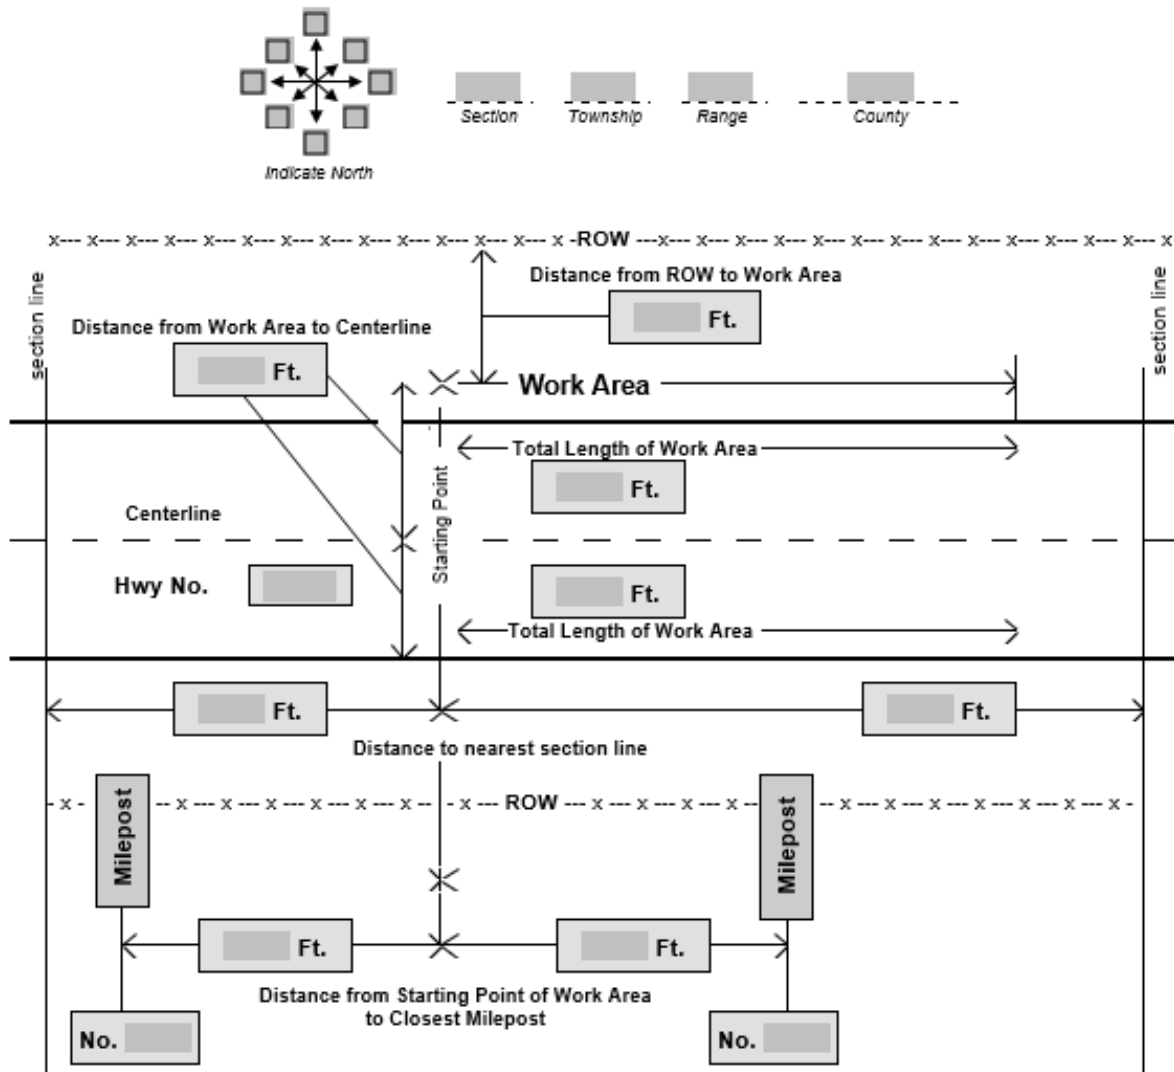 Section
Township
Range
County
Indicate North
x--- x--- x--- x--- x--- x--- x--- x--- x--- x--- x--- x--- x--- x -ROW ---x--- x--- x--- x--- x--- x--- x--- x--- x--- x--- x--- x--- x--- x
section line
section line
Distance from ROW to Work Area
Ft.
Distance from Work Area to Centerline
Ft.
Work Area
Total Length of Work Area
Ft.
Starting Point
Centerline
Hwy No.
Ft.
Total Length of Work Area
Ft.
Ft.
Distance to nearest section line
- x - --- x --- x --- x --- x --- x --- x --- x --- -x --- ROW --- x --- x --- x --- x --- x --- x --- x --- x --- x --- x --- x --- x ---
Milepost
Milepost
Ft.
Ft.
Distance from Starting Point of Work Area
to Closest Milepost
No.
No.